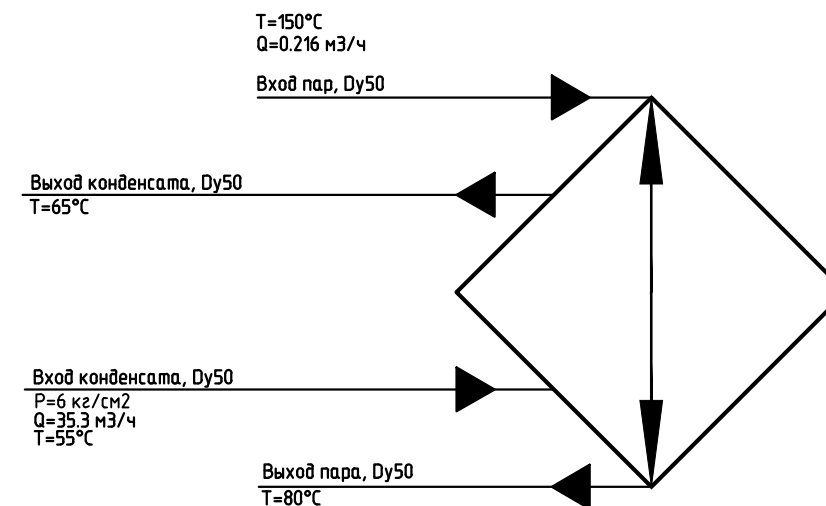 T=150°C
Q=0.216 м3/ч
Вход пар, Dy50
Выход конденсата, Dy50
T=65°C
Вход конденсата, Dy50
P=6 кг/см2
Q=35.3 м3/ч
T=55°C
Выход пара, Dy50
T=80°C